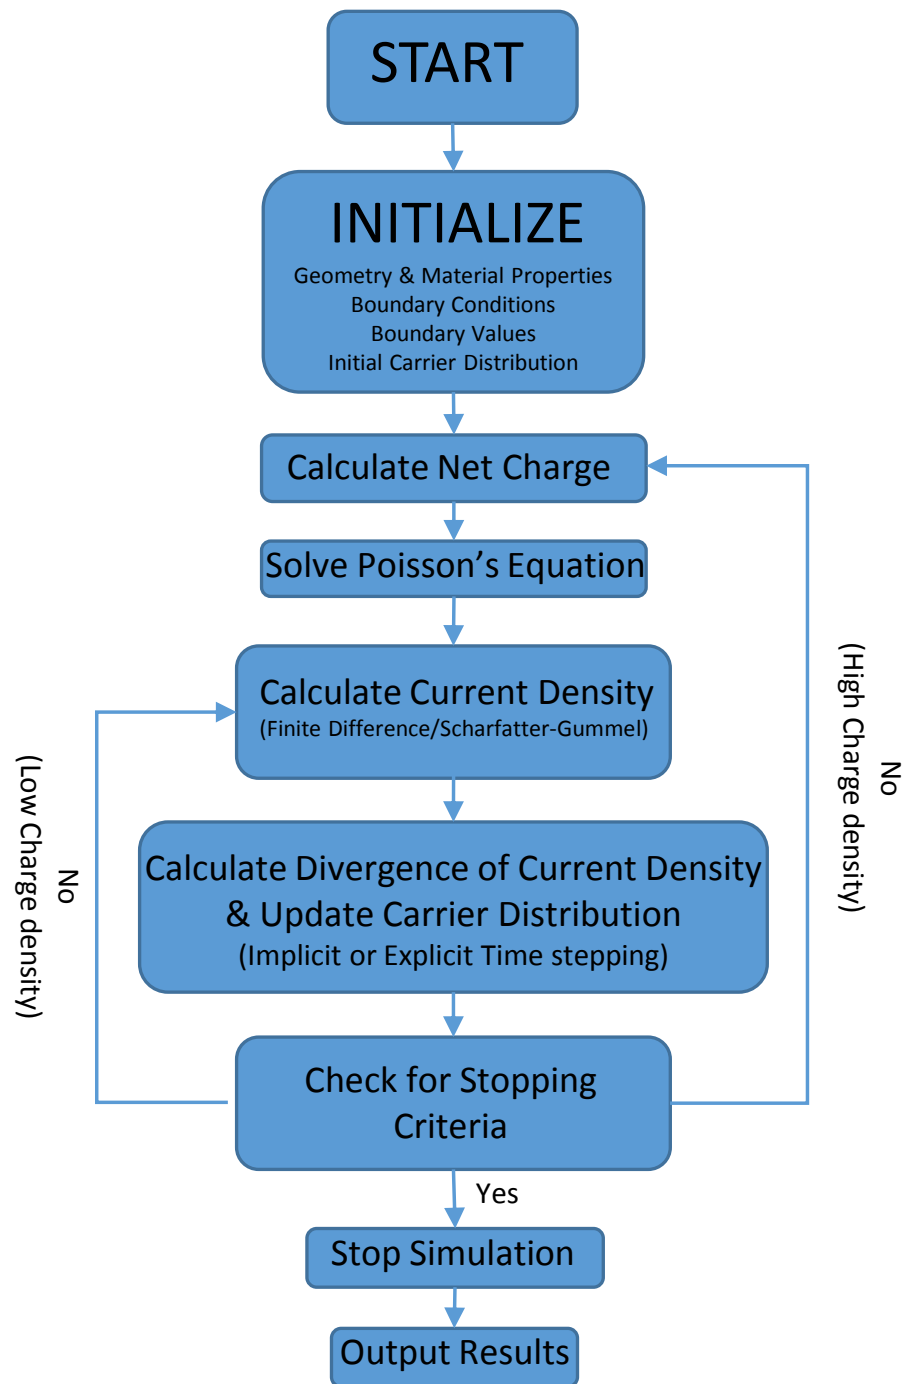 START
INITIALIZE
Geometry & Material Properties
Boundary Conditions
Boundary Values
Initial Carrier Distribution
Calculate Net Charge
Solve Poisson's Equation
Calculate Current Density
(Finite Difference/Scharfatter-Gummel)
Calculate Divergence of Current Density
& Update Carrier Distribution
(Implicit or Explicit Time stepping)
Check for Stopping
Criteria
No
(Low Charge density)
No
(High Charge density)
Yes
Stop Simulation
Output Results